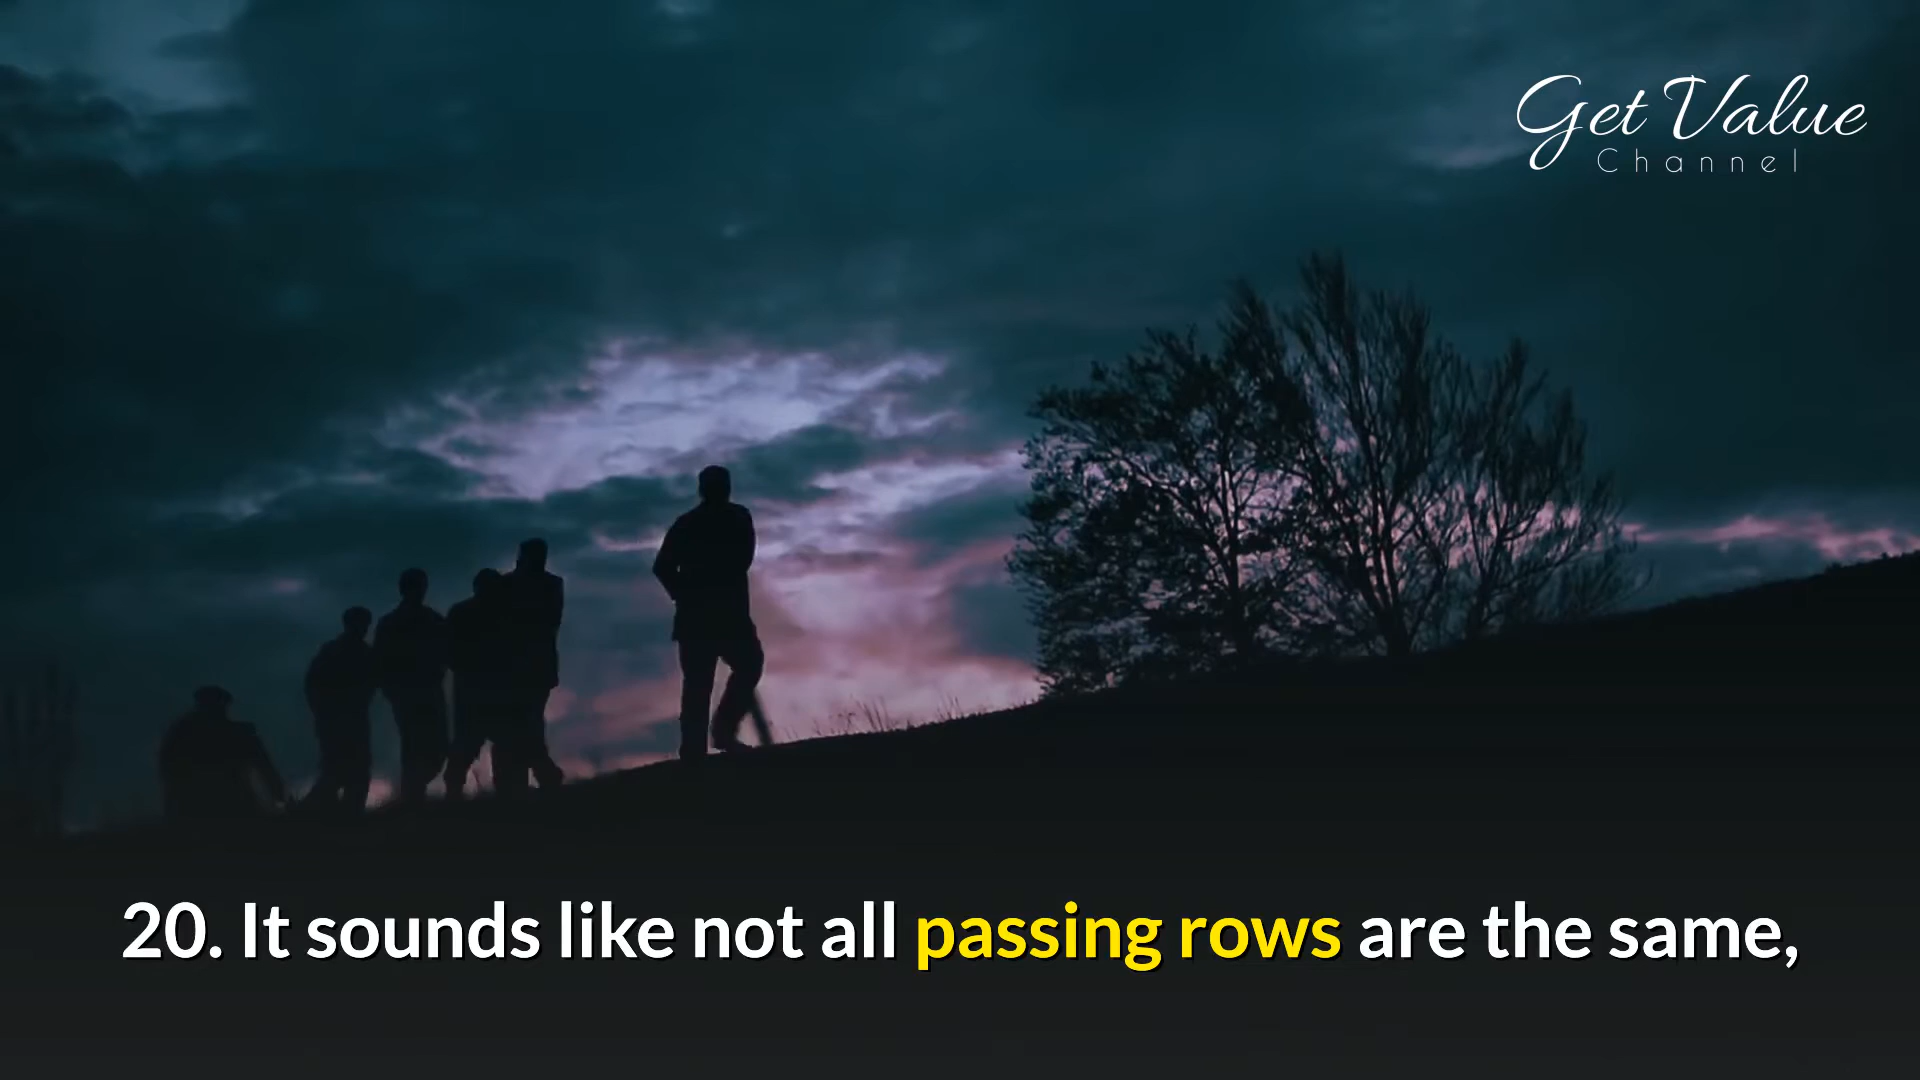 Get Value
Channel
20. It sounds like not all passing rows are the same,